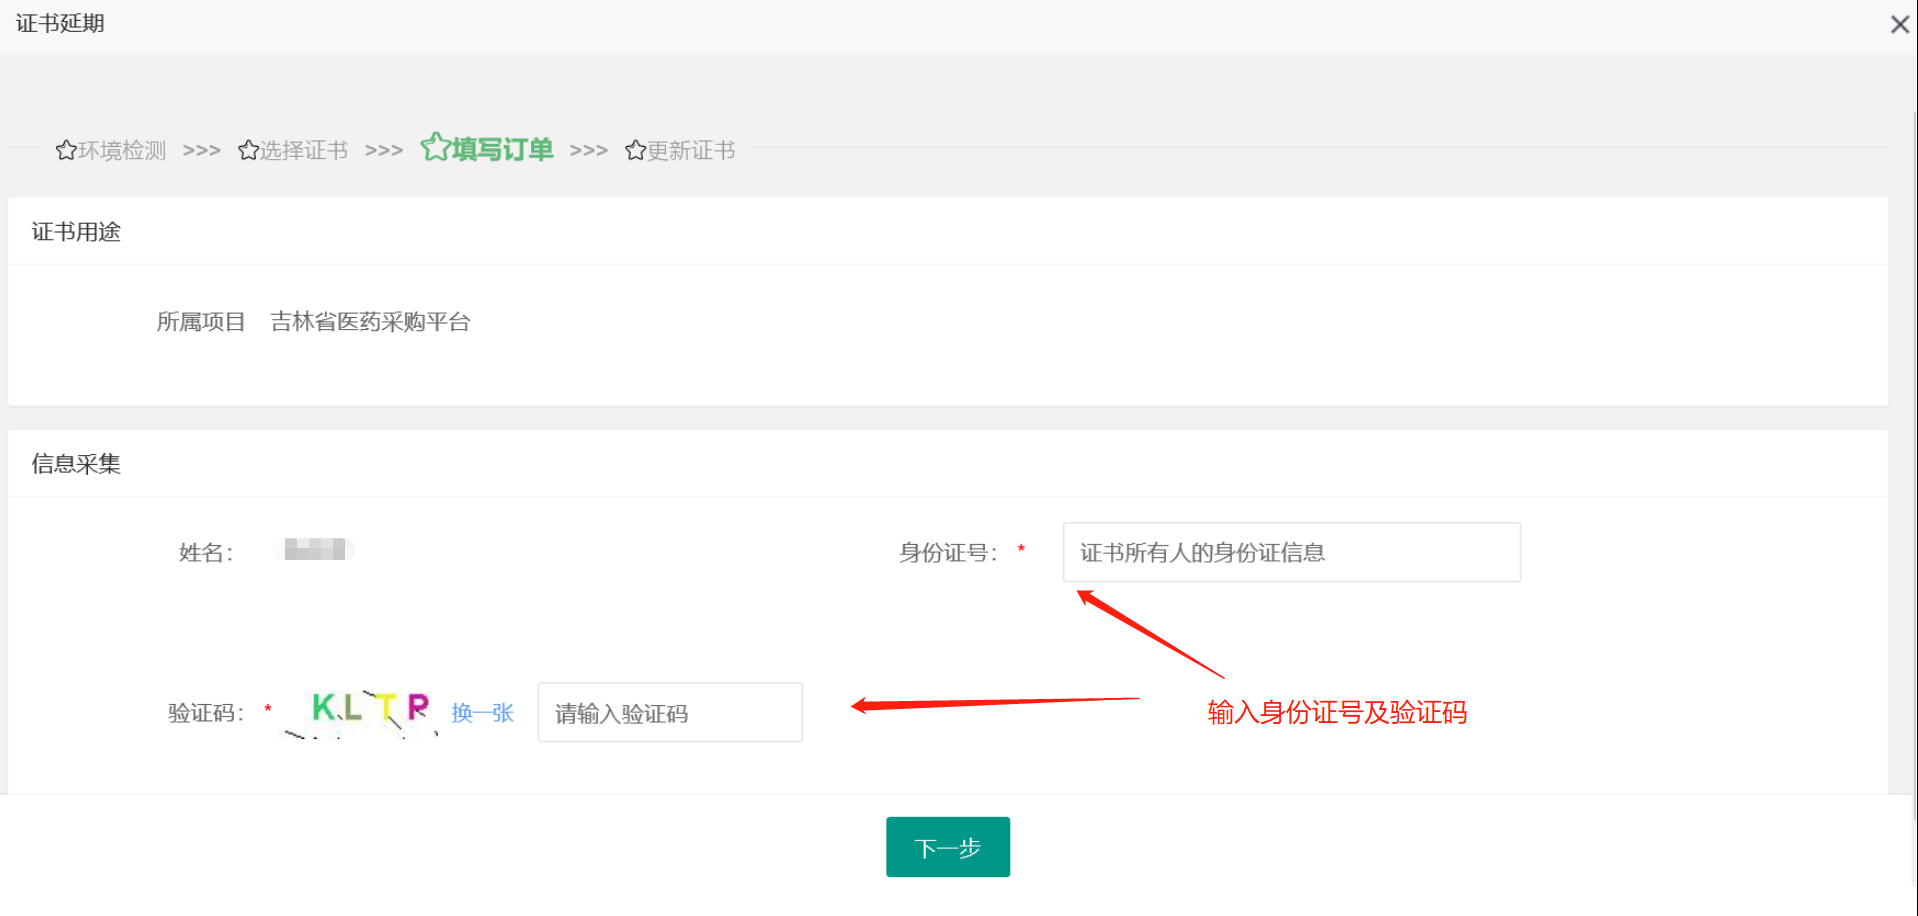 证书延期
环境检测 >>> 选择证书 >>> 填写订单 >>> 更新证书
证书用途
所属项目 吉林省医药采购平台
信息采集
姓名： 身份证号： * 证书所有人的身份证信息
验证码： * KLTR 换一张 请输入验证码 输入身份证号及验证码
下一步